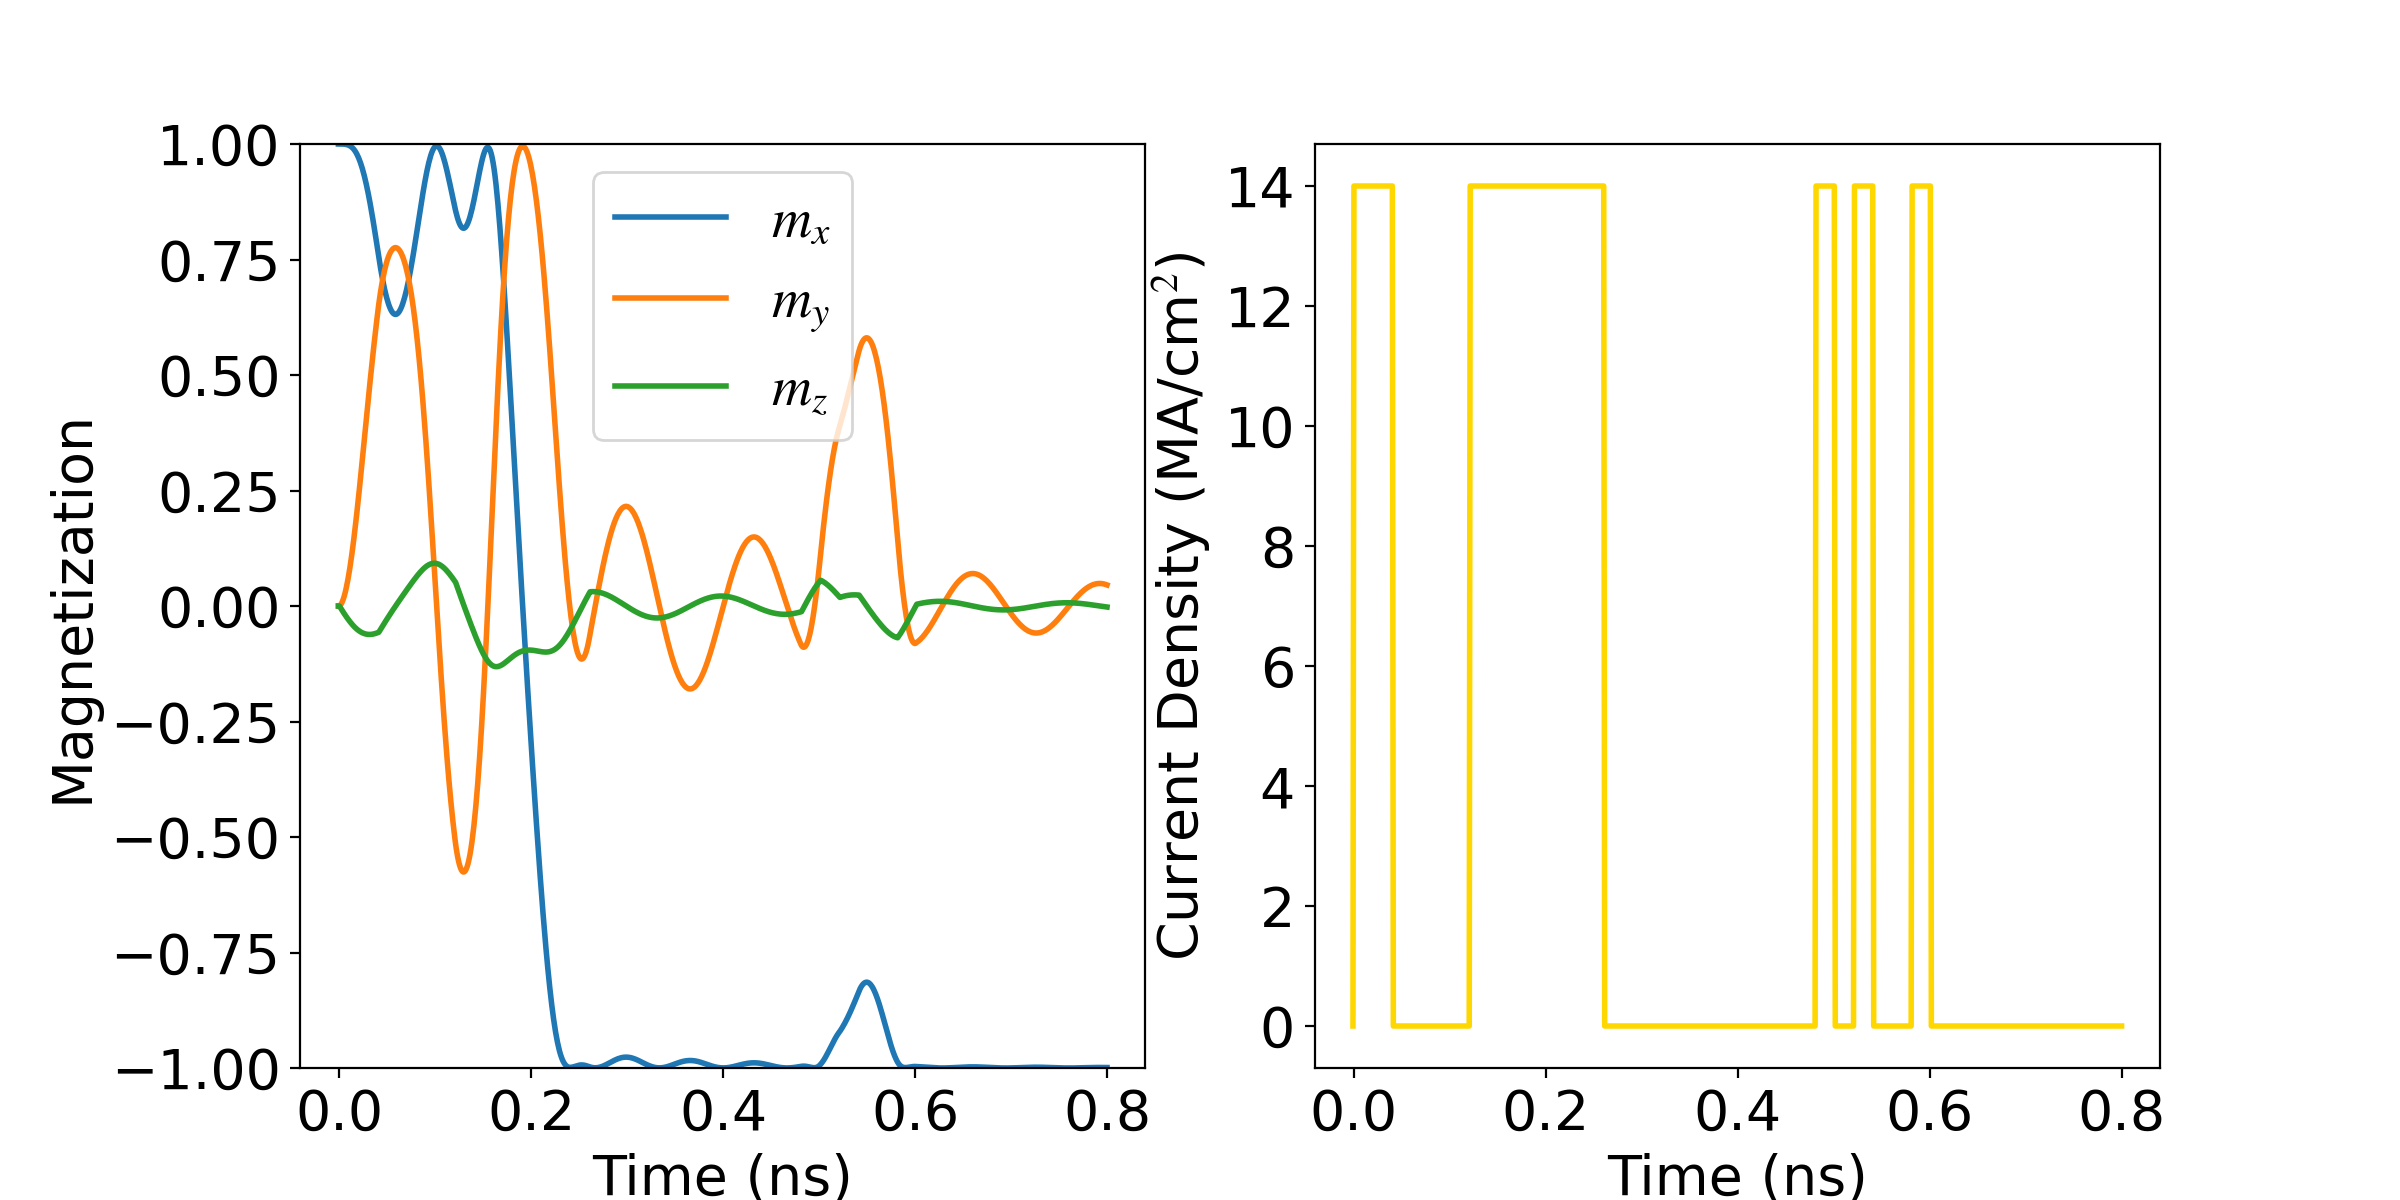 Magnetization
1.00
0.75
0.50
0.25
0.00
−0.25
−0.50
−0.75
−1.00
0.0 0.2 0.4 0.6 0.8
Time (ns)
m_x
m_y
m_z
Current Density (MA/cm²)
14
12
10
8
6
4
2
0
0.0 0.2 0.4 0.6 0.8
Time (ns)